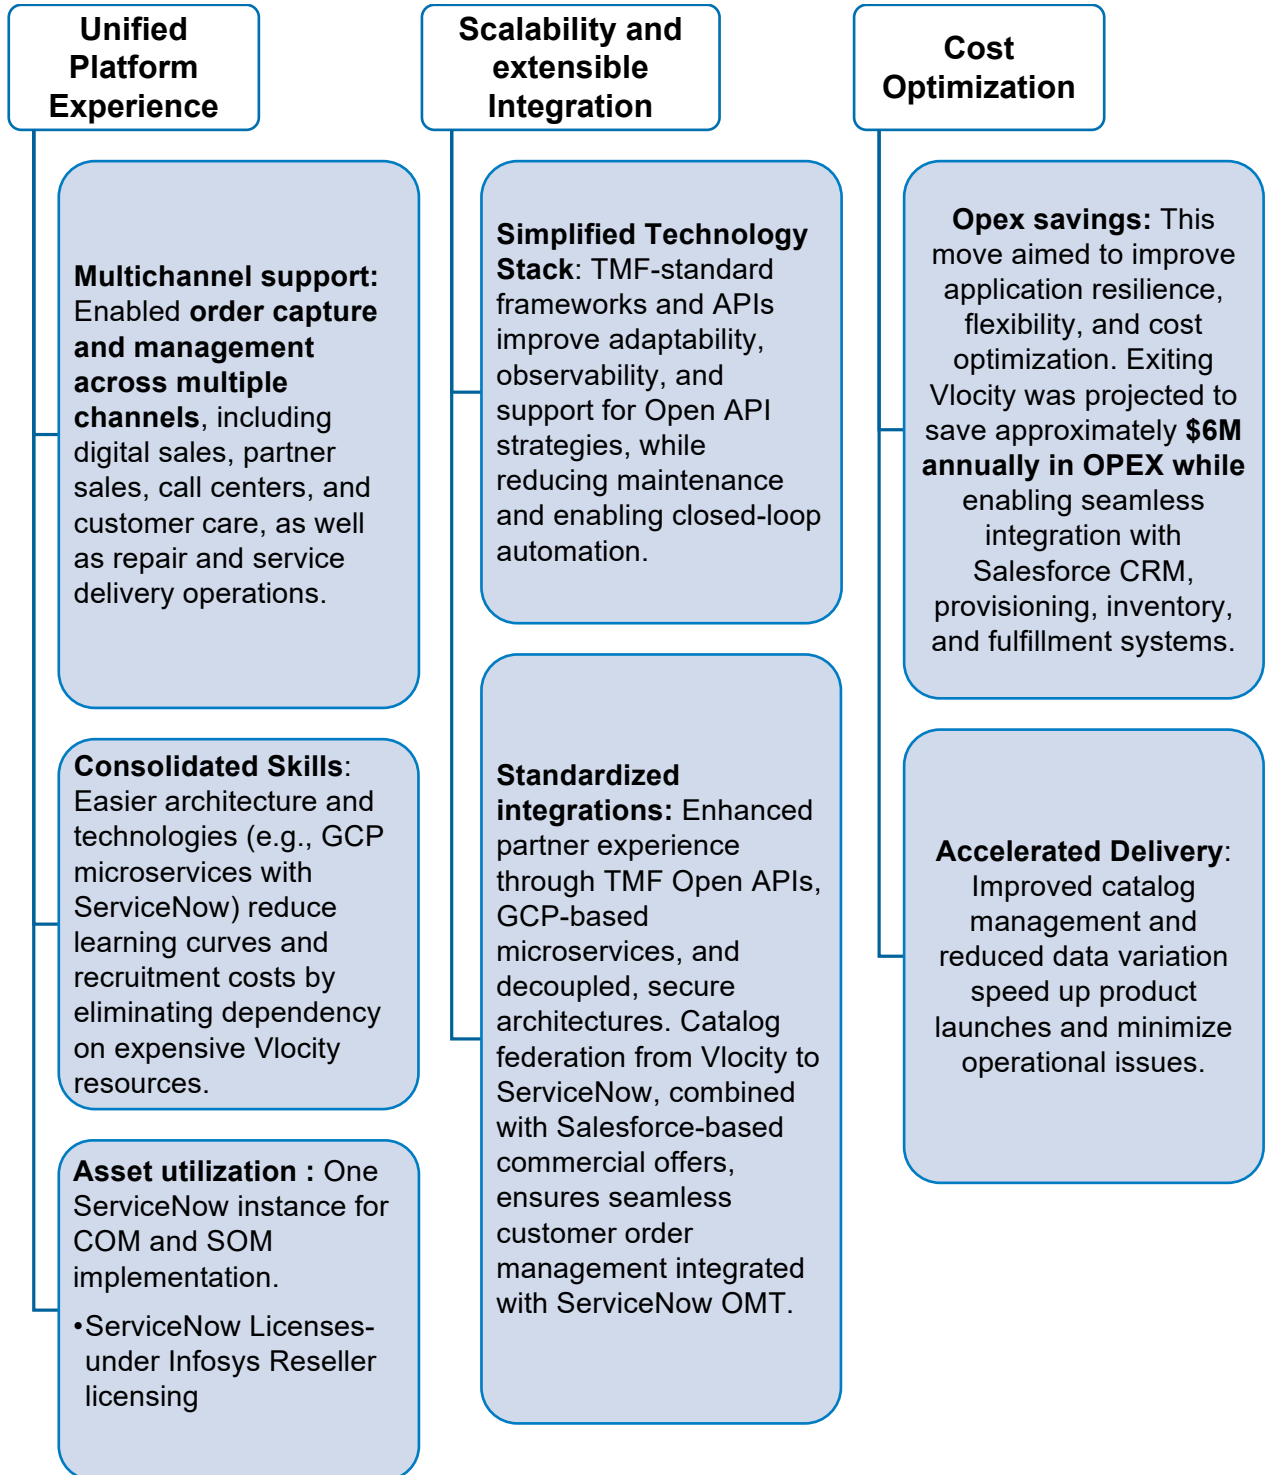 Unified
Platform
Experience
Multichannel support:
Enabled order capture
and management
across multiple
channels, including
digital sales, partner
sales, call centers, and
customer care, as well
as repair and service
delivery operations.
Consolidated Skills:
Easier architecture and
technologies (e.g., GCP
microservices with
ServiceNow) reduce
learning curves and
recruitment costs by
eliminating dependency
on expensive Vlocity
resources.
Asset utilization : One
ServiceNow instance for
COM and SOM
implementation.
•ServiceNow Licenses-
under Infosys Reseller
licensing
Scalability and
extensible
Integration
Simplified Technology
Stack: TMF-standard
frameworks and APIs
improve adaptability,
observability, and
support for Open API
strategies, while
reducing maintenance
and enabling closed-loop
automation.
Standardized
integrations: Enhanced
partner experience
through TMF Open APIs,
GCP-based
microservices, and
decoupled, secure
architectures. Catalog
federation from Vlocity to
ServiceNow, combined
with Salesforce-based
commercial offers,
ensures seamless
customer order
management integrated
with ServiceNow OMT.
Cost
Optimization
Opex savings: This
move aimed to improve
application resilience,
flexibility, and cost
optimization. Exiting
Vlocity was projected to
save approximately $6M
annually in OPEX while
enabling seamless
integration with
Salesforce CRM,
provisioning, inventory,
and fulfillment systems.
Accelerated Delivery:
Improved catalog
management and
reduced data variation
speed up product
launches and minimize
operational issues.